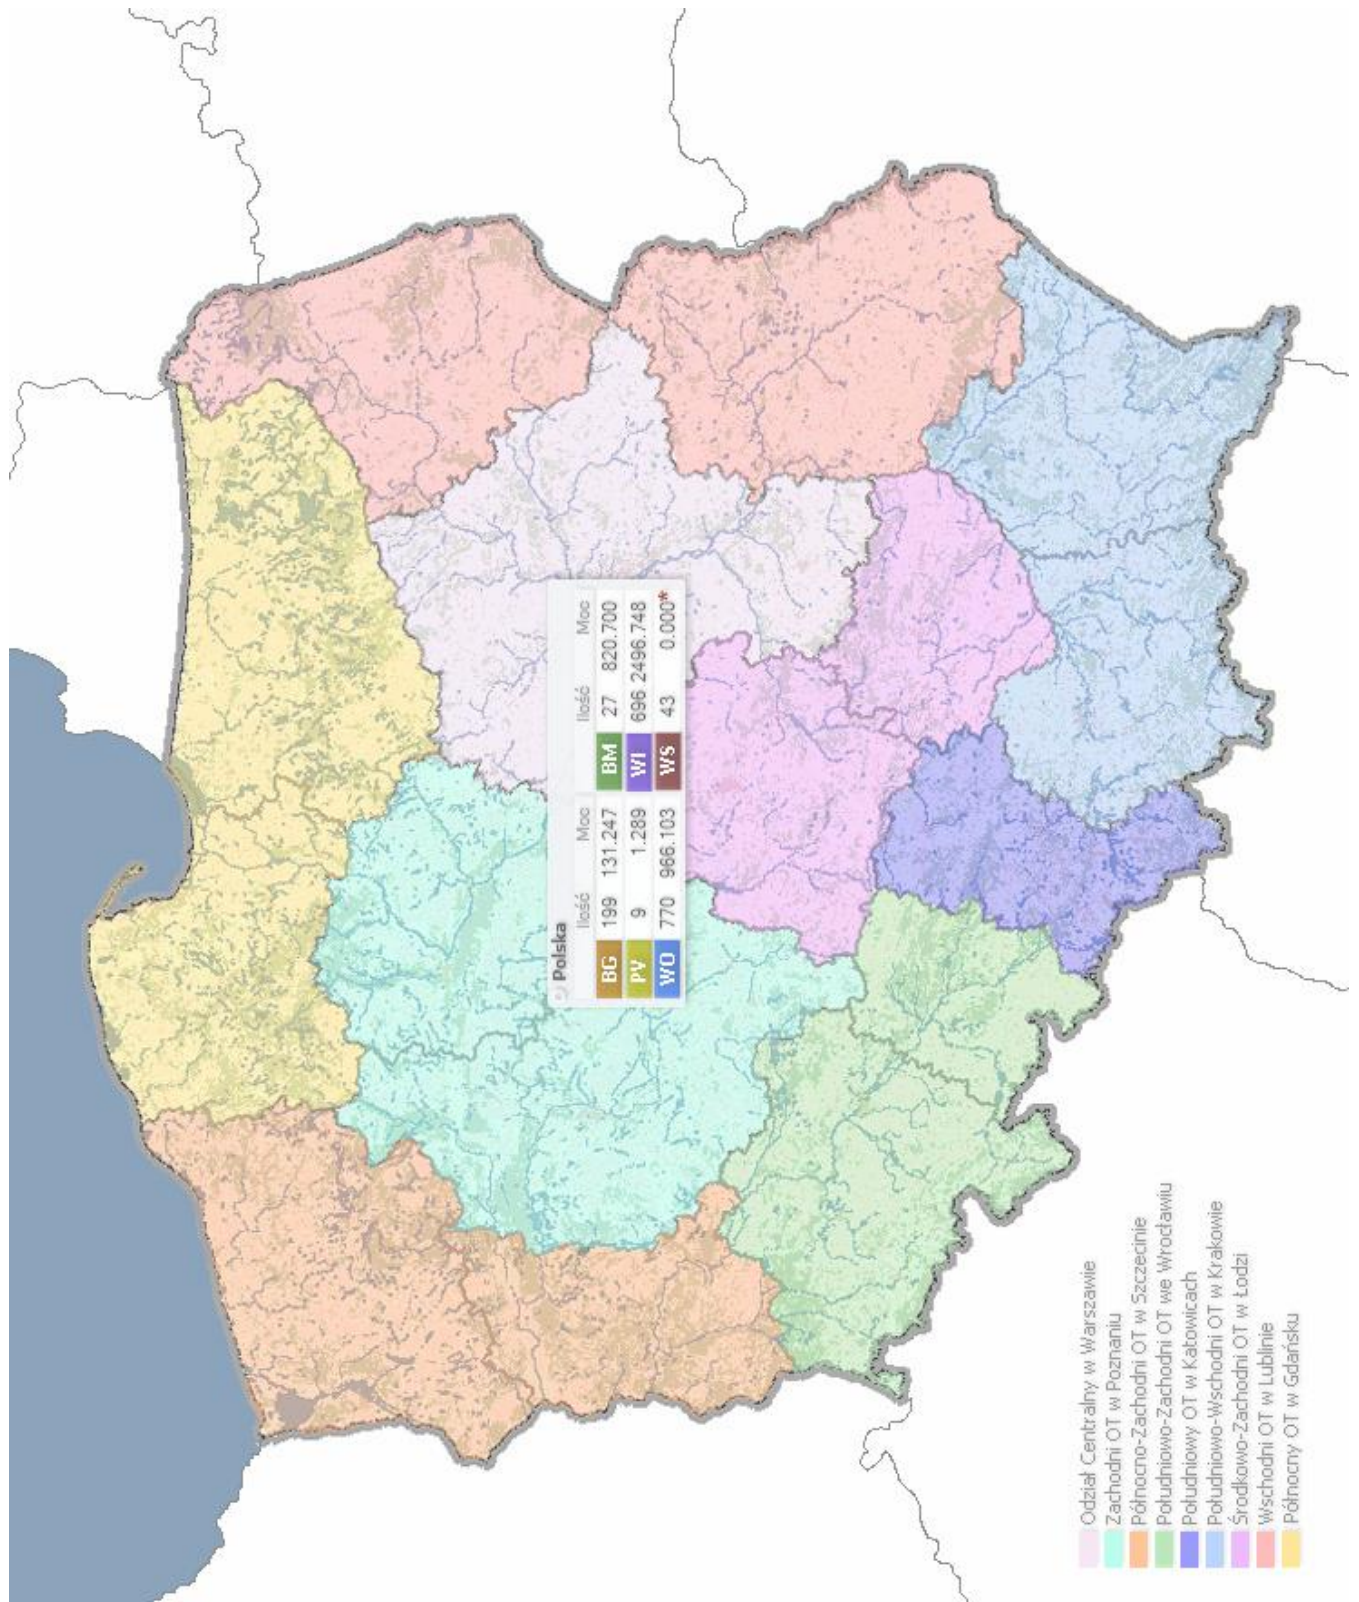 Polska
Ilość Moc Ilość Moc
BG 199 131.247 BM 27 820.700
PV 9 1.289 WI 696 2496.748
WO 770 966.103 WS 43 0.000*
Odział Centralny w Warszawie
Zachodni OT w Poznaniu
Północno-Zachodni OT w Szczecinie
Południowo-Zachodni OT we Wrocławiu
Południowy OT w Katowicach
Południowo-Wschodni OT w Krakowie
Środkowo-Zachodni OT w Łodzi
Wschodni OT w Lublinie
Północny OT w Gdańsku